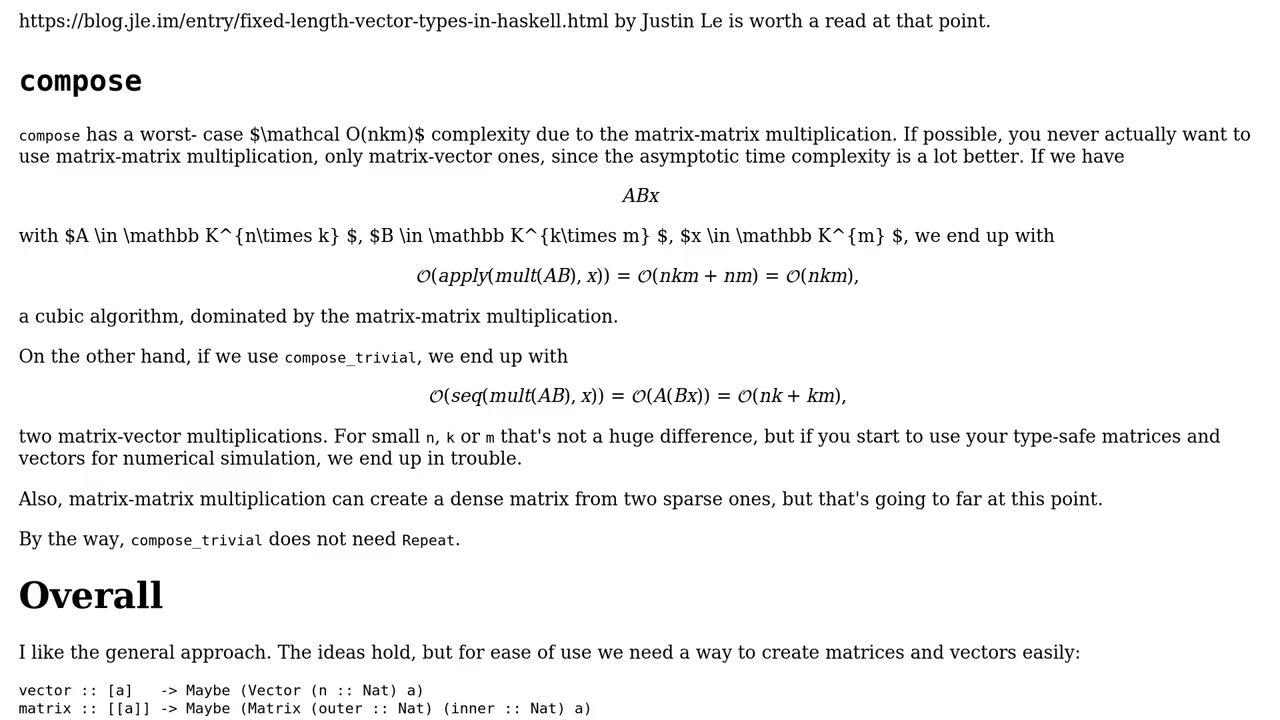 https://blog.jle.im/entry/fixed-length-vector-types-in-haskell.html by Justin Le is worth a read at that point.
compose
compose has a worst- case $\mathcal O(nkm)$ complexity due to the matrix-matrix multiplication. If possible, you never actually want to
use matrix-matrix multiplication, only matrix-vector ones, since the asymptotic time complexity is a lot better. If we have
ABx
with $A \in \mathbb K^{n\times k} $, $B \in \mathbb K^{k\times m} $, $x \in \mathbb K^{m} $, we end up with
𝒪(apply(mult(AB), x)) = 𝒪(nkm + nm) = 𝒪(nkm),
a cubic algorithm, dominated by the matrix-matrix multiplication.
On the other hand, if we use compose_trivial, we end up with
𝒪(seq(mult(AB), x)) = 𝒪(A(Bx)) = 𝒪(nk + km),
two matrix-vector multiplications. For small n, k or m that's not a huge difference, but if you start to use your type-safe matrices and
vectors for numerical simulation, we end up in trouble.
Also, matrix-matrix multiplication can create a dense matrix from two sparse ones, but that's going to far at this point.
By the way, compose_trivial does not need Repeat.
Overall
I like the general approach. The ideas hold, but for ease of use we need a way to create matrices and vectors easily:
vector :: [a]   -> Maybe (Vector (n :: Nat) a)
matrix :: [[a]] -> Maybe (Matrix (outer :: Nat) (inner :: Nat) a)